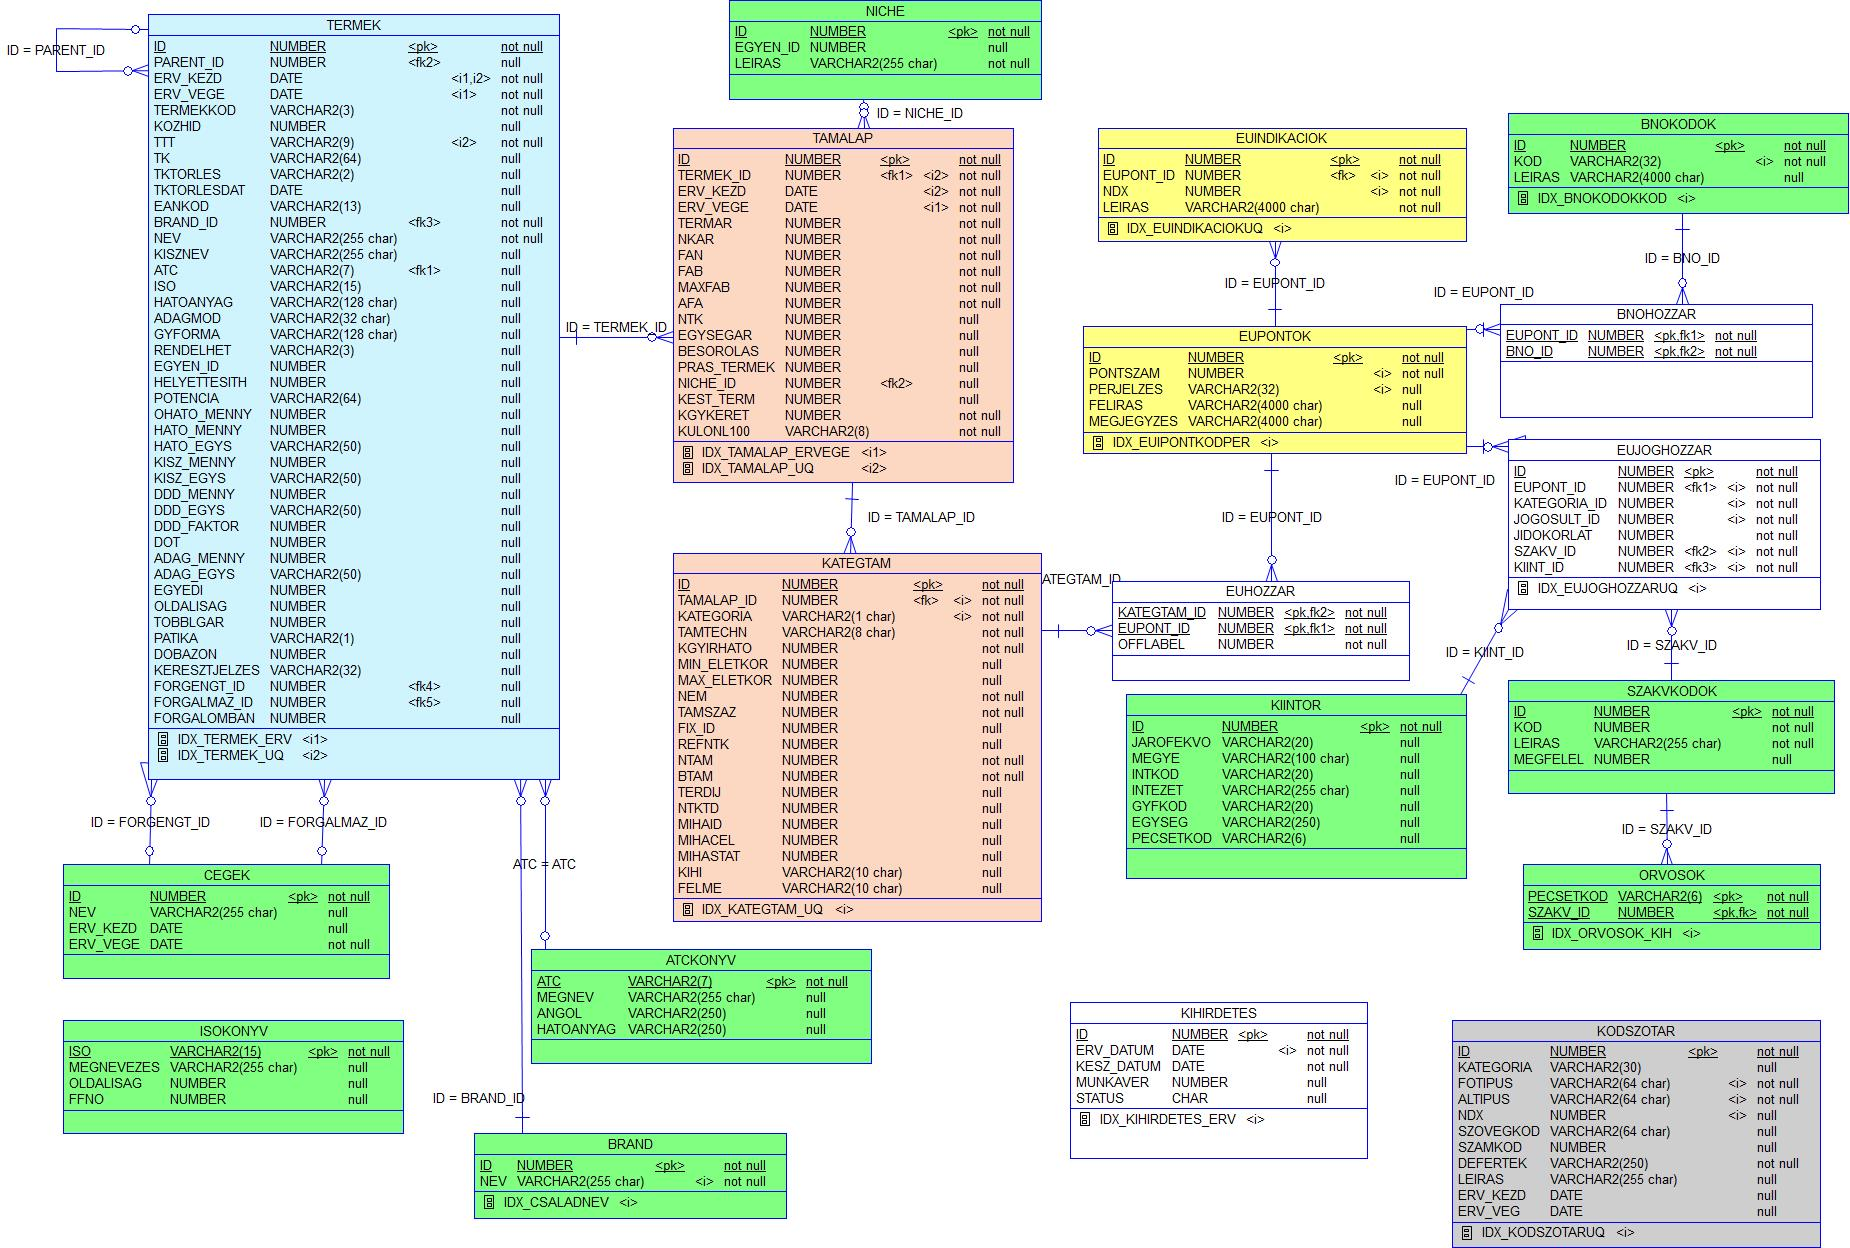 TERMEK
ID NUMBER <pk> not null
PARENT_ID NUMBER <fk2> null
ERV_KEZD DATE <i1,i2> not null
ERV_VEGE DATE <i1> not null
TERMEKKOD VARCHAR2(3) not null
KOZHID NUMBER null
TTT VARCHAR2(9) <i2> not null
TK VARCHAR2(64) null
TKTORLES VARCHAR2(2) null
TKTORLESDAT DATE null
EANKOD VARCHAR2(13) null
BRAND_ID NUMBER <fk3> not null
NEV VARCHAR2(255 char) not null
KISZNEV VARCHAR2(255 char) null
ATC VARCHAR2(7) <fk1> null
ISO VARCHAR2(15) null
HATOANYAG VARCHAR2(128 char) null
ADAGMOD VARCHAR2(32 char) null
GYFORMA VARCHAR2(128 char) null
RENDELHET VARCHAR2(3) null
EGYEN_ID NUMBER null
HELYETTESITH NUMBER null
POTENCIA VARCHAR2(64) null
OHATO_MENNY NUMBER null
HATO_MENNY NUMBER null
HATO_EGYS VARCHAR2(50) null
KISZ_MENNY NUMBER null
KISZ_EGYS VARCHAR2(50) null
DDD_MENNY NUMBER null
DDD_EGYS VARCHAR2(50) null
DDD_FAKTOR NUMBER null
DOT NUMBER null
ADAG_MENNY NUMBER null
ADAG_EGYS VARCHAR2(50) null
EGYEDI NUMBER null
OLDALISAG NUMBER null
TOBBLGAR NUMBER null
PATIKA VARCHAR2(1) null
DOBAZON NUMBER null
KERESZTJELZES VARCHAR2(32) null
FORGENGT_ID NUMBER <fk4> null
FORGALMAZ_ID NUMBER <fk5> null
FORGALOMBAN NUMBER null
IDX_TERMEK_ERV <i1>
IDX_TERMEK_UQ <i2>
ID = PARENT_ID
ID = TERMEK_ID
ID = FORGENGT_ID
ID = FORGALMAZ_ID
ATC = ATC
ID = BRAND_ID
CEGEK
ID NUMBER <pk> not null
NEV VARCHAR2(255 char) null
ERV_KEZD DATE null
ERV_VEGE DATE not null
ISOKONYV
ISO VARCHAR2(15) <pk> not null
MEGNEVEZES VARCHAR2(255 char) null
OLDALISAG NUMBER null
FFNO NUMBER null
ATCKONYV
ATC VARCHAR2(7) <pk> not null
MEGNEV VARCHAR2(255 char) null
ANGOL VARCHAR2(250) null
HATOANYAG VARCHAR2(250) null
BRAND
ID NUMBER <pk> not null
NEV VARCHAR2(255 char) <i> not null
IDX_CSALADNEV <i>
NICHE
ID NUMBER <pk> not null
EGYEN_ID NUMBER null
LEIRAS VARCHAR2(255 char) not null
ID = NICHE_ID
TAMALAP
ID NUMBER <pk> not null
TERMEK_ID NUMBER <fk1> <i2> not null
ERV_KEZD DATE <i2> not null
ERV_VEGE DATE <i1> not null
TERMAR NUMBER not null
NKAR NUMBER not null
FAN NUMBER not null
FAB NUMBER not null
MAXFAB NUMBER not null
AFA NUMBER not null
NTK NUMBER null
EGYSEGAR NUMBER null
BESOROLAS NUMBER null
PRAS_TERMEK NUMBER null
NICHE_ID NUMBER <fk2> null
KEST_TERM NUMBER null
KGYKERET NUMBER not null
KULONL100 VARCHAR2(8) not null
IDX_TAMALAP_ERVEGE <i1>
IDX_TAMALAP_UQ <i2>
ID = TAMALAP_ID
KATEGTAM
ID NUMBER <pk> not null
TAMALAP_ID NUMBER <fk> <i> not null
KATEGORIA VARCHAR2(1 char) <i> not null
TAMTECHN VARCHAR2(8 char) not null
KGYIRHATO NUMBER not null
MIN_ELETKOR NUMBER null
MAX_ELETKOR NUMBER null
NEM NUMBER not null
TAMSZAZ NUMBER not null
FIX_ID NUMBER null
REFNTK NUMBER null
NTAM NUMBER not null
BTAM NUMBER not null
TERDIJ NUMBER null
NTKTD NUMBER null
MIHAID NUMBER null
MIHACEL NUMBER null
MIHASTAT NUMBER null
KIHI VARCHAR2(10 char) null
FELME VARCHAR2(10 char) null
IDX_KATEGTAM_UQ <i>
ATEGTAM_ID
EUINDIKACIOK
ID NUMBER <pk> not null
EUPONT_ID NUMBER <fk> <i> not null
NDX NUMBER <i> not null
LEIRAS VARCHAR2(4000 char) not null
IDX_EUINDIKACIOKUQ <i>
ID = EUPONT_ID
EUPONTOK
ID NUMBER <pk> not null
PONTSZAM NUMBER <i> not null
PERJELZES VARCHAR2(32) <i> null
FELIRAS VARCHAR2(4000 char) null
MEGJEGYZES VARCHAR2(4000 char) null
IDX_EUIPONTKODPER <i>
ID = EUPONT_ID
EUHOZZAR
KATEGTAM_ID NUMBER <pk,fk2> not null
EUPONT_ID NUMBER <pk,fk1> not null
OFFLABEL NUMBER not null
KIINTOR
ID NUMBER <pk> not null
JAROFEKVO VARCHAR2(20) null
MEGYE VARCHAR2(100 char) null
INTKOD VARCHAR2(20) null
INTEZET VARCHAR2(255 char) null
GYFKOD VARCHAR2(20) null
EGYSEG VARCHAR2(250) null
PECSETKOD VARCHAR2(6) null
KIHIRDETES
ID NUMBER <pk> not null
ERV_DATUM DATE <i> not null
KESZ_DATUM DATE not null
MUNKAVER NUMBER null
STATUS CHAR null
IDX_KIHIRDETES_ERV <i>
BNOKODOK
ID NUMBER <pk> not null
KOD VARCHAR2(32) <i> not null
LEIRAS VARCHAR2(4000 char) null
IDX_BNOKODOKKOD <i>
ID = BNO_ID
ID = EUPONT_ID
BNOHOZZAR
EUPONT_ID NUMBER <pk,fk1> not null
BNO_ID NUMBER <pk,fk2> not null
ID = EUPONT_ID
EUJOGHOZZAR
ID NUMBER <pk> not null
EUPONT_ID NUMBER <fk1> <i> not null
KATEGORIA_ID NUMBER <i> not null
JOGOSULT_ID NUMBER <i> not null
JIDOKORLAT NUMBER not null
SZAKV_ID NUMBER <fk2> <i> not null
KIINT_ID NUMBER <fk3> <i> not null
IDX_EUJOGHOZZARUQ <i>
ID = KIINT_ID
ID = SZAKV_ID
SZAKVKODOK
ID NUMBER <pk> not null
KOD NUMBER not null
LEIRAS VARCHAR2(255 char) not null
MEGFELEL NUMBER null
ID = SZAKV_ID
ORVOSOK
PECSETKOD VARCHAR2(6) <pk> not null
SZAKV_ID NUMBER <pk,fk> not null
IDX_ORVOSOK_KIH <i>
KODSZOTAR
ID NUMBER <pk> not null
KATEGORIA VARCHAR2(30) null
FOTIPUS VARCHAR2(64 char) <i> not null
ALTIPUS VARCHAR2(64 char) <i> not null
NDX NUMBER <i> null
SZOVEGKOD VARCHAR2(64 char) null
SZAMKOD NUMBER null
DEFERTEK VARCHAR2(250) not null
LEIRAS VARCHAR2(255 char) null
ERV_KEZD DATE null
ERV_VEG DATE null
IDX_KODSZOTARUQ <i>